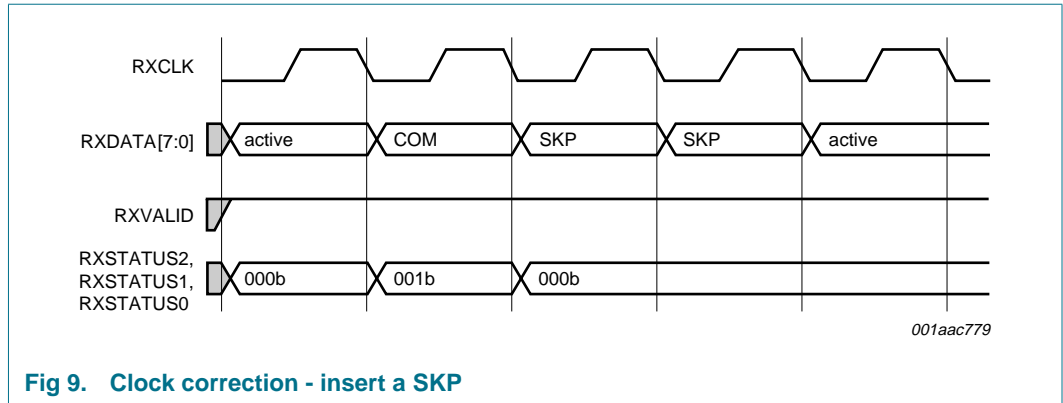 RXCLK
RXDATA[7:0]
active
COM
SKP
SKP
active
RXVALID
RXSTATUS2,
RXSTATUS1,
RXSTATUS0
000b
001b
000b
001aac779
Fig 9. Clock correction - insert a SKP